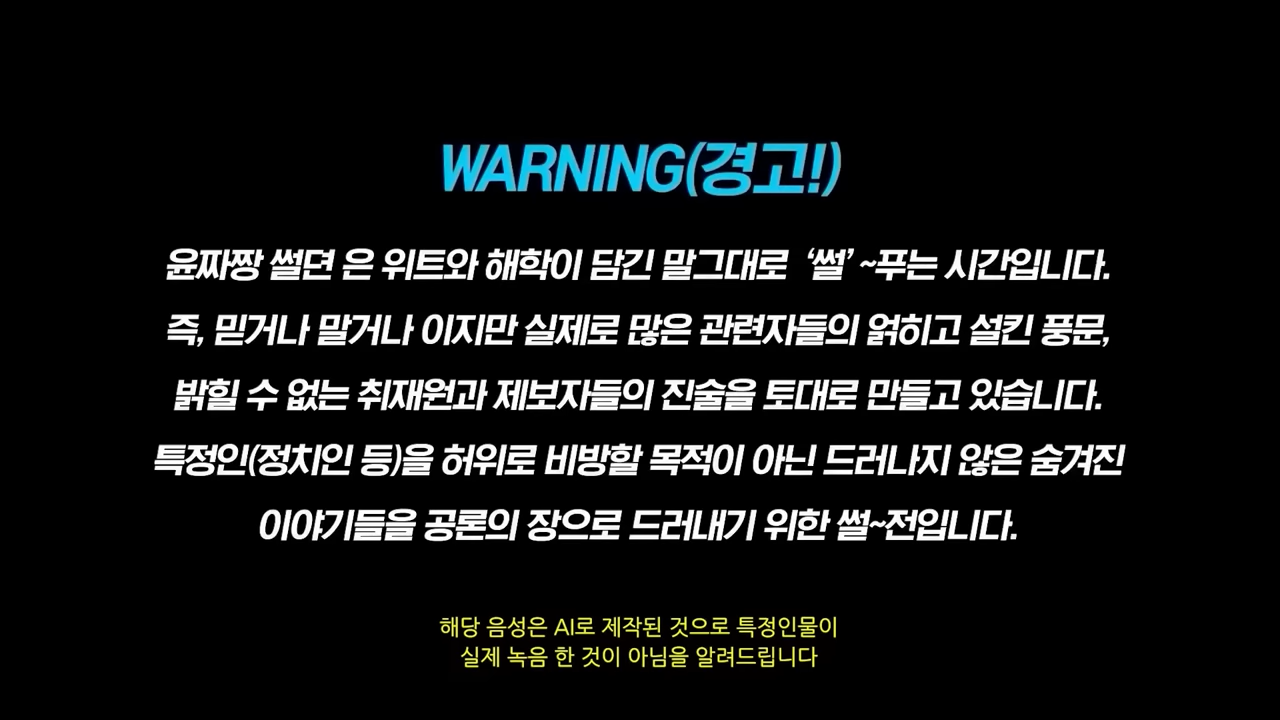 WARNING(경고!)
윤짜짱 썰뎐 은 위트와 해학이 담긴 말그대로 ‘썰’ ~푸는 시간입니다.
즉, 믿거나 말거나 이지만 실제로 많은 관련자들의 얽히고 설킨 풍문,
밝힐 수 없는 취재원과 제보자들의 진술을 토대로 만들고 있습니다.
특정인(정치인 등)을 허위로 비방할 목적이 아닌 드러나지 않은 숨겨진
이야기들을 공론의 장으로 드러내기 위한 썰~전입니다.
해당 음성은 AI로 제작된 것으로 특정인물이
실제 녹음 한 것이 아님을 알려드립니다